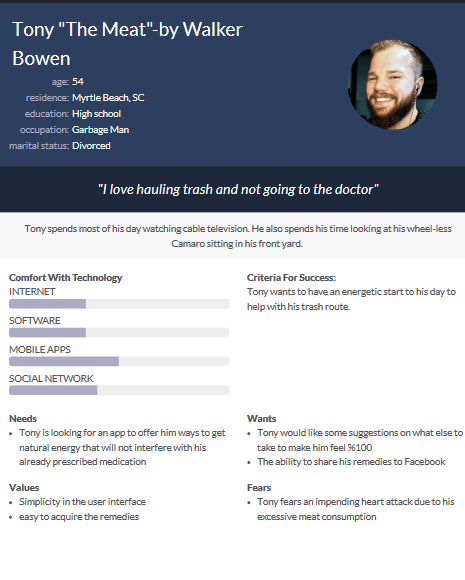 Tony "The Meat"-by Walker
Bowen
age: 54
residence: Myrtle Beach, SC
education: High school
occupation: Garbage Man
marital status: Divorced
"I love hauling trash and not going to the doctor"
Tony spends most of his day watching cable television. He also spends his time looking at his wheel-less
Camaro sitting in his front yard.
Comfort With Technology
INTERNET
SOFTWARE
MOBILE APPS
SOCIAL NETWORK
Criteria For Success:
Tony wants to have an energetic start to his day to
help with his trash route.
Needs
• Tony is looking for an app to offer him ways to get
natural energy that will not interfere with his
already prescribed medication
Wants
• Tony would like some suggestions on what else to
take to make him feel %100
• The ability to share his remedies to Facebook
Values
• Simplicity in the user interface
• easy to acquire the remedies
Fears
• Tony fears an impending heart attack due to his
excessive meat consumption